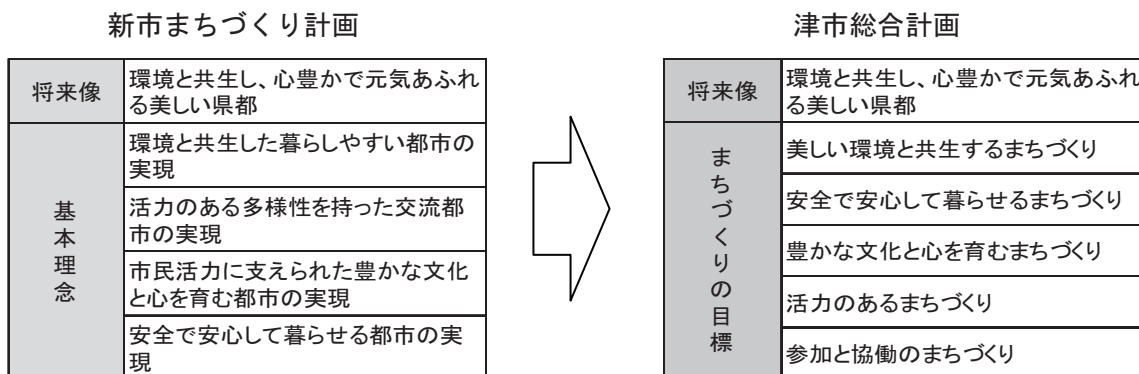 新市まちづくり計画
将来像
環境と共生し、心豊かで元気あふれ
る美しい県都
基本理念
環境と共生した暮らしやすい都市の
実現
活力のある多様性を持った交流都
市の実現
市民活力に支えられた豊かな文化
と心を育む都市の実現
安全で安心して暮らせる都市の実
現
津市総合計画
将来像
環境と共生し、心豊かで元気あふれ
る美しい県都
まちづくりの目標
美しい環境と共生するまちづくり
安全で安心して暮らせるまちづくり
豊かな文化と心を育むまちづくり
活力のあるまちづくり
参加と協働のまちづくり